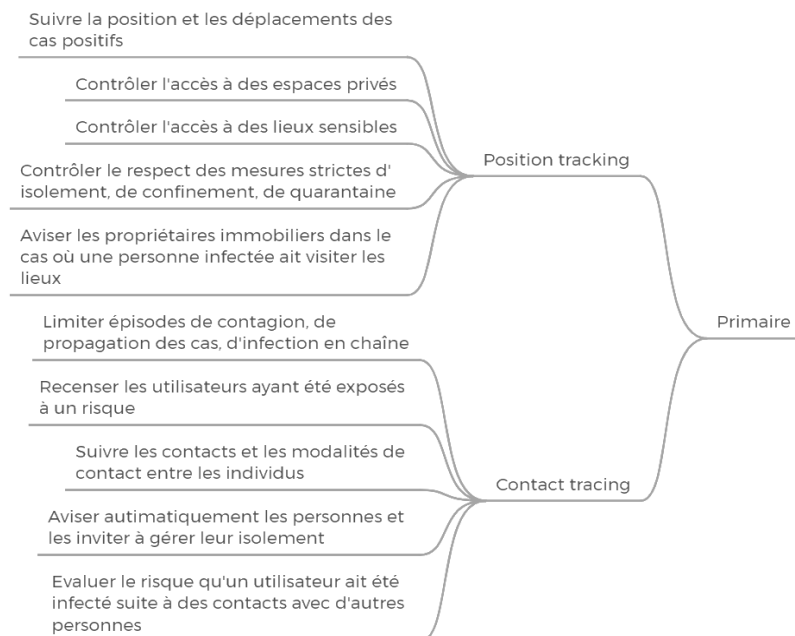 Suivre la position et les déplacements des
cas positifs
Contrôler l'accès à des espaces privés
Contrôler l'accès à des lieux sensibles
Contrôler le respect des mesures strictes d'
isolement, de confinement, de quarantaine
Aviser les propriétaires immobiliers dans le
cas où une personne infectée ait visiter les
lieux
Position tracking
Limiter épisodes de contagion, de
propagation des cas, d'infection en chaîne
Recenser les utilisateurs ayant été exposés
à un risque
Suivre les contacts et les modalités de
contact entre les individus
Aviser autimatiquement les personnes et
les inviter à gérer leur isolement
Evaluer le risque qu'un utilisateur ait été
infecté suite à des contacts avec d'autres
personnes
Contact tracing
Primaire